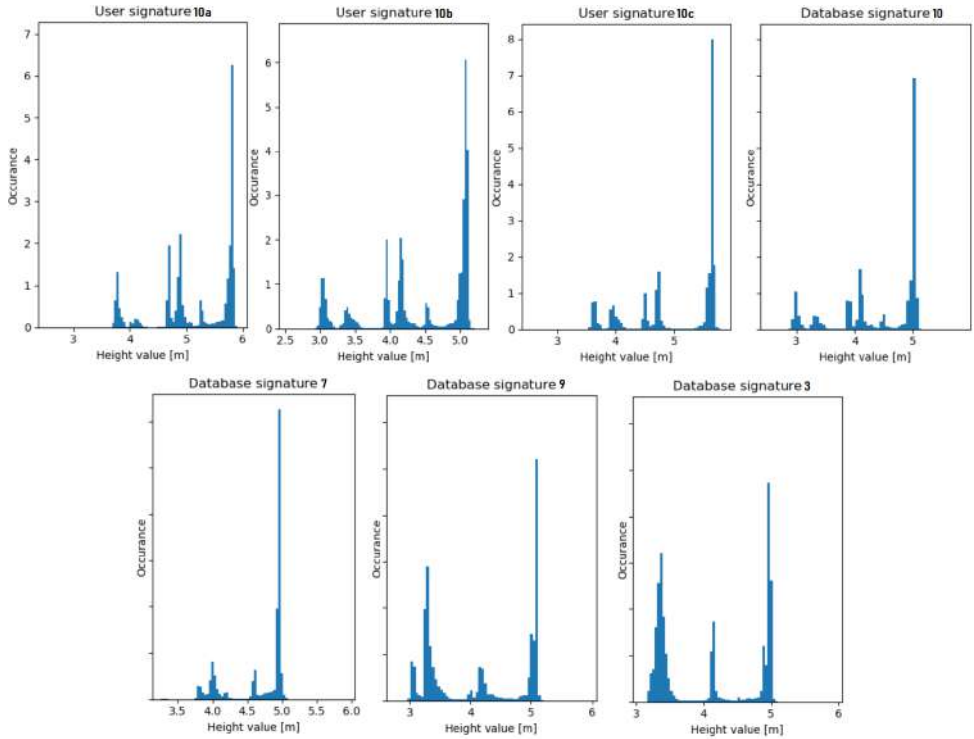 User signature 10a
User signature 10b
User signature 10c
Database signature 10
7
6
5
4
3
2
1
0
Occurance
3
4
5
6
Height value [m]
6
5
4
3
2
1
0
Occurance
2.5
3.0
3.5
4.0
4.5
5.0
Height value [m]
8
7
6
5
4
3
2
1
0
Occurance
3
4
5
Height value [m]
Occurance
3
4
5
Height value [m]
Database signature 7
Database signature 9
Database signature 3
Occurance
3.5
4.0
4.5
5.0
5.5
6.0
Height value [m]
Occurance
3
4
5
6
Height value [m]
Occurance
3
4
5
6
Height value [m]